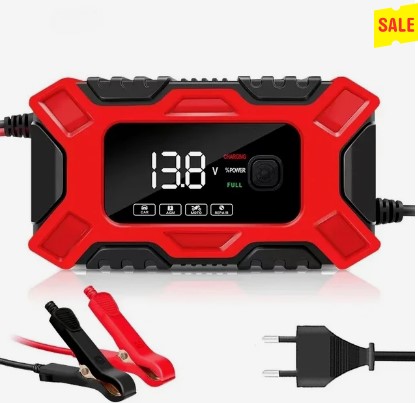 SALE
13.8 V
CHARGING
%POWER
FULL
CAR AGM MOTO REPAIR